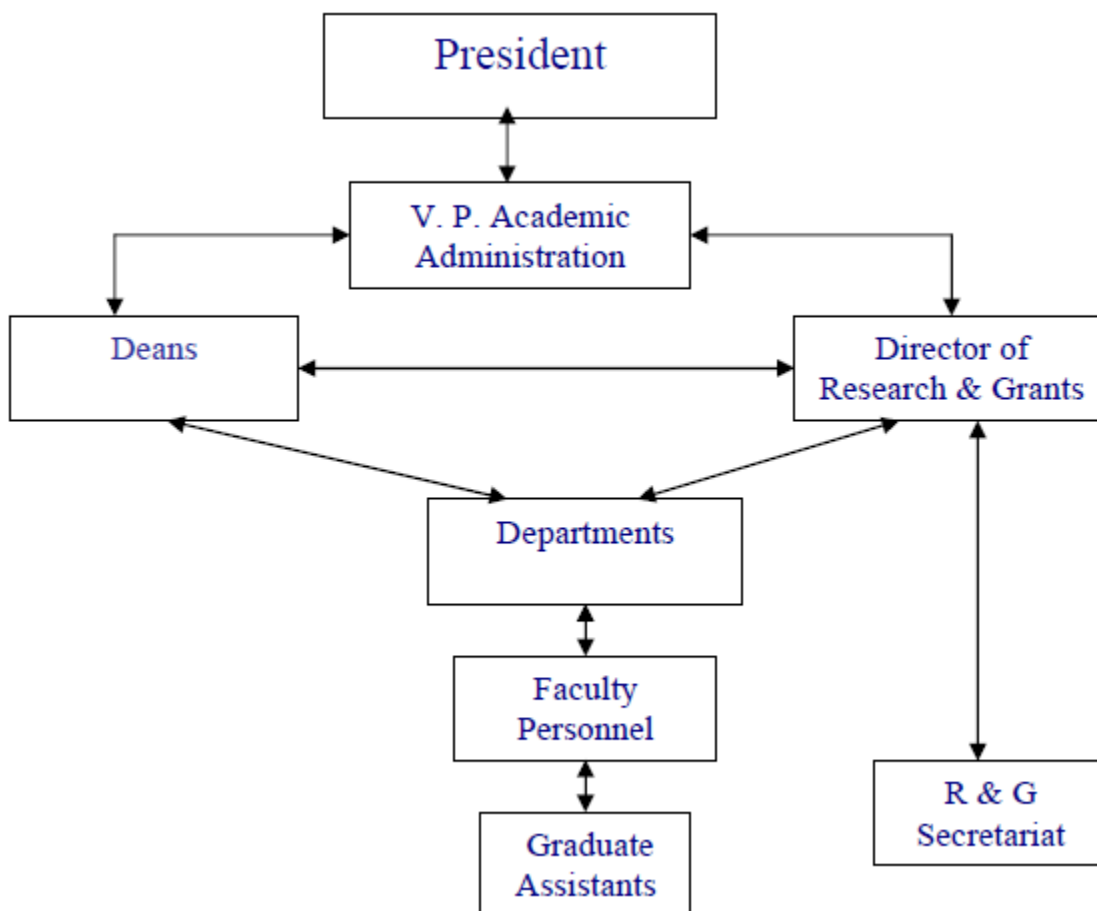 President
V. P. Academic
Administration
Deans
Director of
Research & Grants
Departments
Faculty
Personnel
R & G
Secretariat
Graduate
Assistants